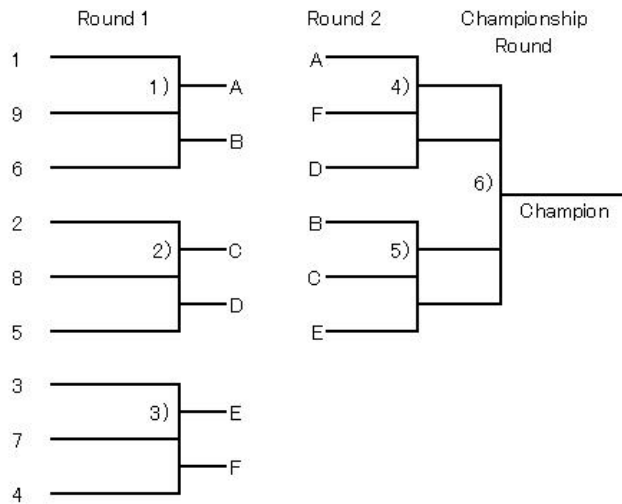 Round 1
Round 2
Championship
Round
1
1)
A
9
B
6
2
2)
C
8
D
5
3
3)
E
7
F
4
A
4)
F
D
6)
Champion
B
5)
C
E